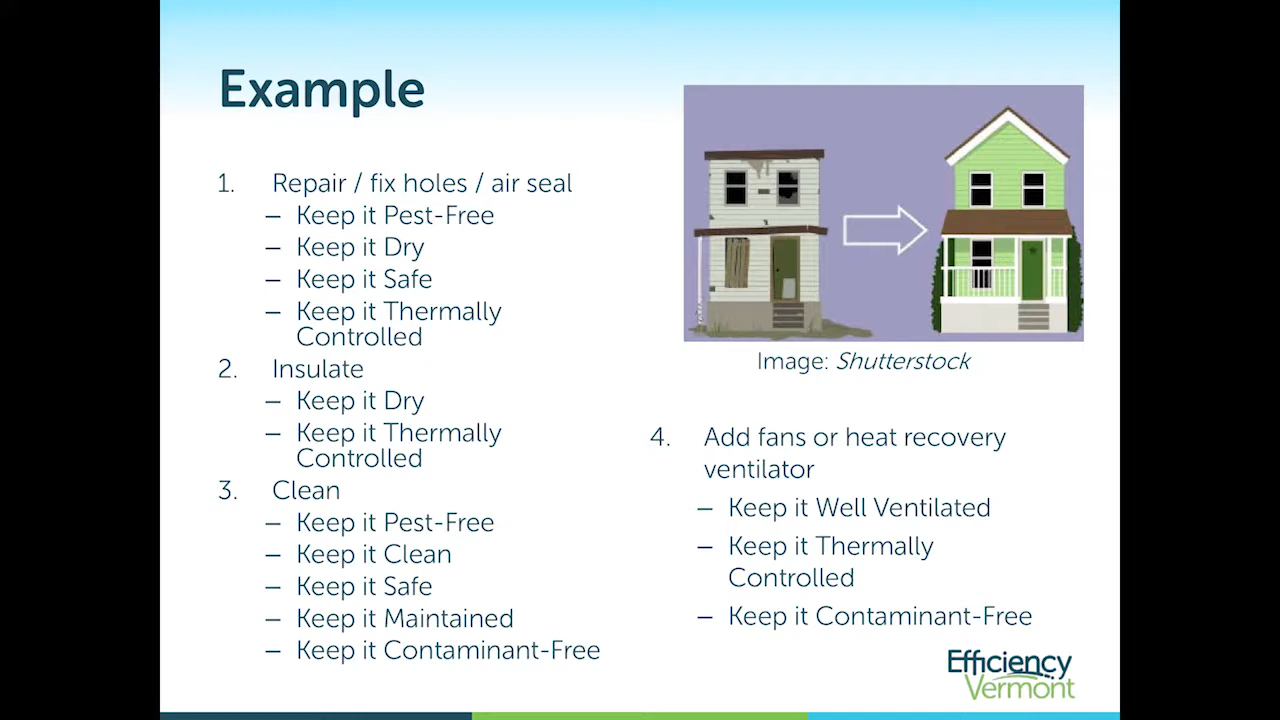 Example
1. Repair / fix holes / air seal
– Keep it Pest-Free
– Keep it Dry
– Keep it Safe
– Keep it Thermally
Controlled
2. Insulate
– Keep it Dry
– Keep it Thermally
Controlled
3. Clean
– Keep it Pest-Free
– Keep it Clean
– Keep it Safe
– Keep it Maintained
– Keep it Contaminant-Free
Image: Shutterstock
4. Add fans or heat recovery
ventilator
– Keep it Well Ventilated
– Keep it Thermally
Controlled
– Keep it Contaminant-Free
Efficiency
Vermont